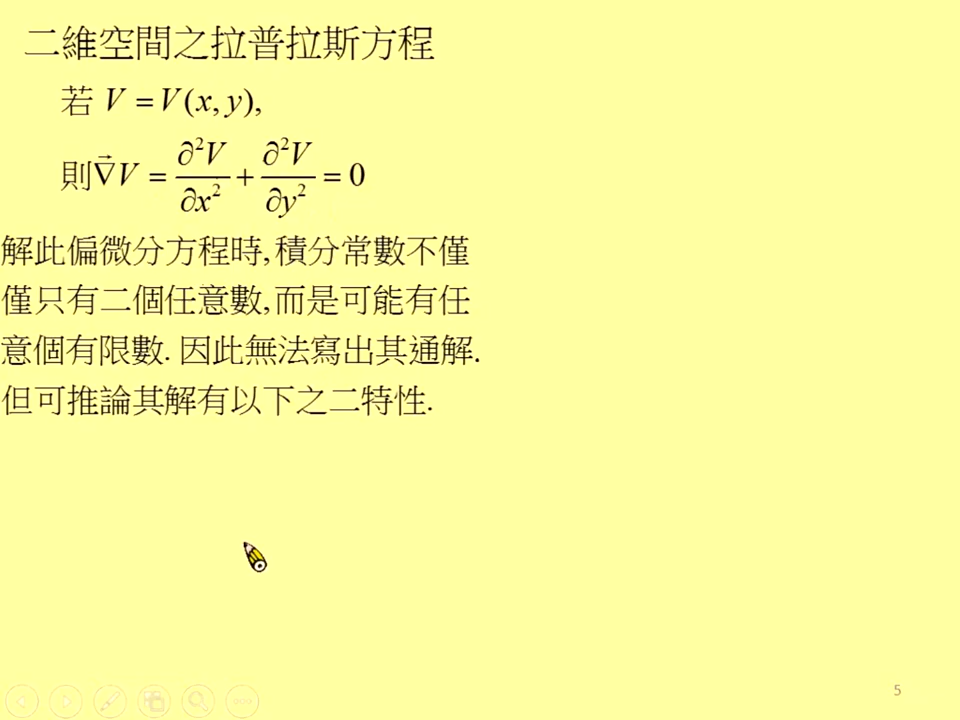 二維空間之拉普拉斯方程
若 V = V(x, y),
則∇⃗V = ∂²V/∂x² + ∂²V/∂y² = 0
解此偏微分方程時,積分常數不僅
僅只有二個任意數,而是可能有任
意個有限數. 因此無法寫出其通解.
但可推論其解有以下之二特性.
5